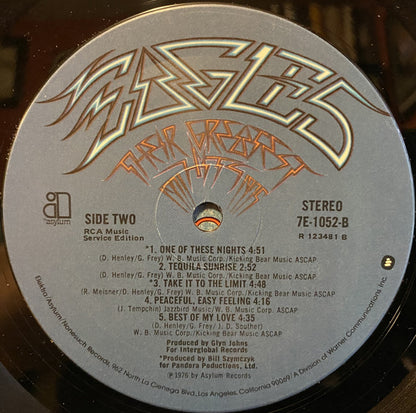 EAGLES
THEIR GREATEST
HITS
asylum
SIDE TWO
RCA Music
Service Edition
STEREO
7E-1052-B
R 123481 B
*1. ONE OF THESE NIGHTS 4:51
(D. Henley/G. Frey) W. B. Music Corp./Kicking Bear Music ASCAP
2. TEQUILA SUNRISE 2:52
(D. Henley/G. Frey) W. B. Music Corp./Kicking Bear Music ASCAP
*3. TAKE IT TO THE LIMIT 4:48
(R. Meisner/D. Henley/G. Frey) W. B. Music Corp./Kicking Bear Music ASCAP
4. PEACEFUL, EASY FEELING 4:16
(J. Tempchin) Jazzbird Music/W. B. Music Corp. ASCAP
5. BEST OF MY LOVE 4:35
(D. Henley/G. Frey/J. D. Souther)
W. B. Music Corp./Kicking Bear Music ASCAP
Produced by Glyn Johns
For Interglobal Records
*Produced by Bill Szymczyk
for Pandora Productions, Ltd.
℗1976 by Asylum Records
Elektra/Asylum/Nonesuch Records, 962 North La Cienega Blvd., Los Angeles, California 90069/A Division of Warner Communications Inc.